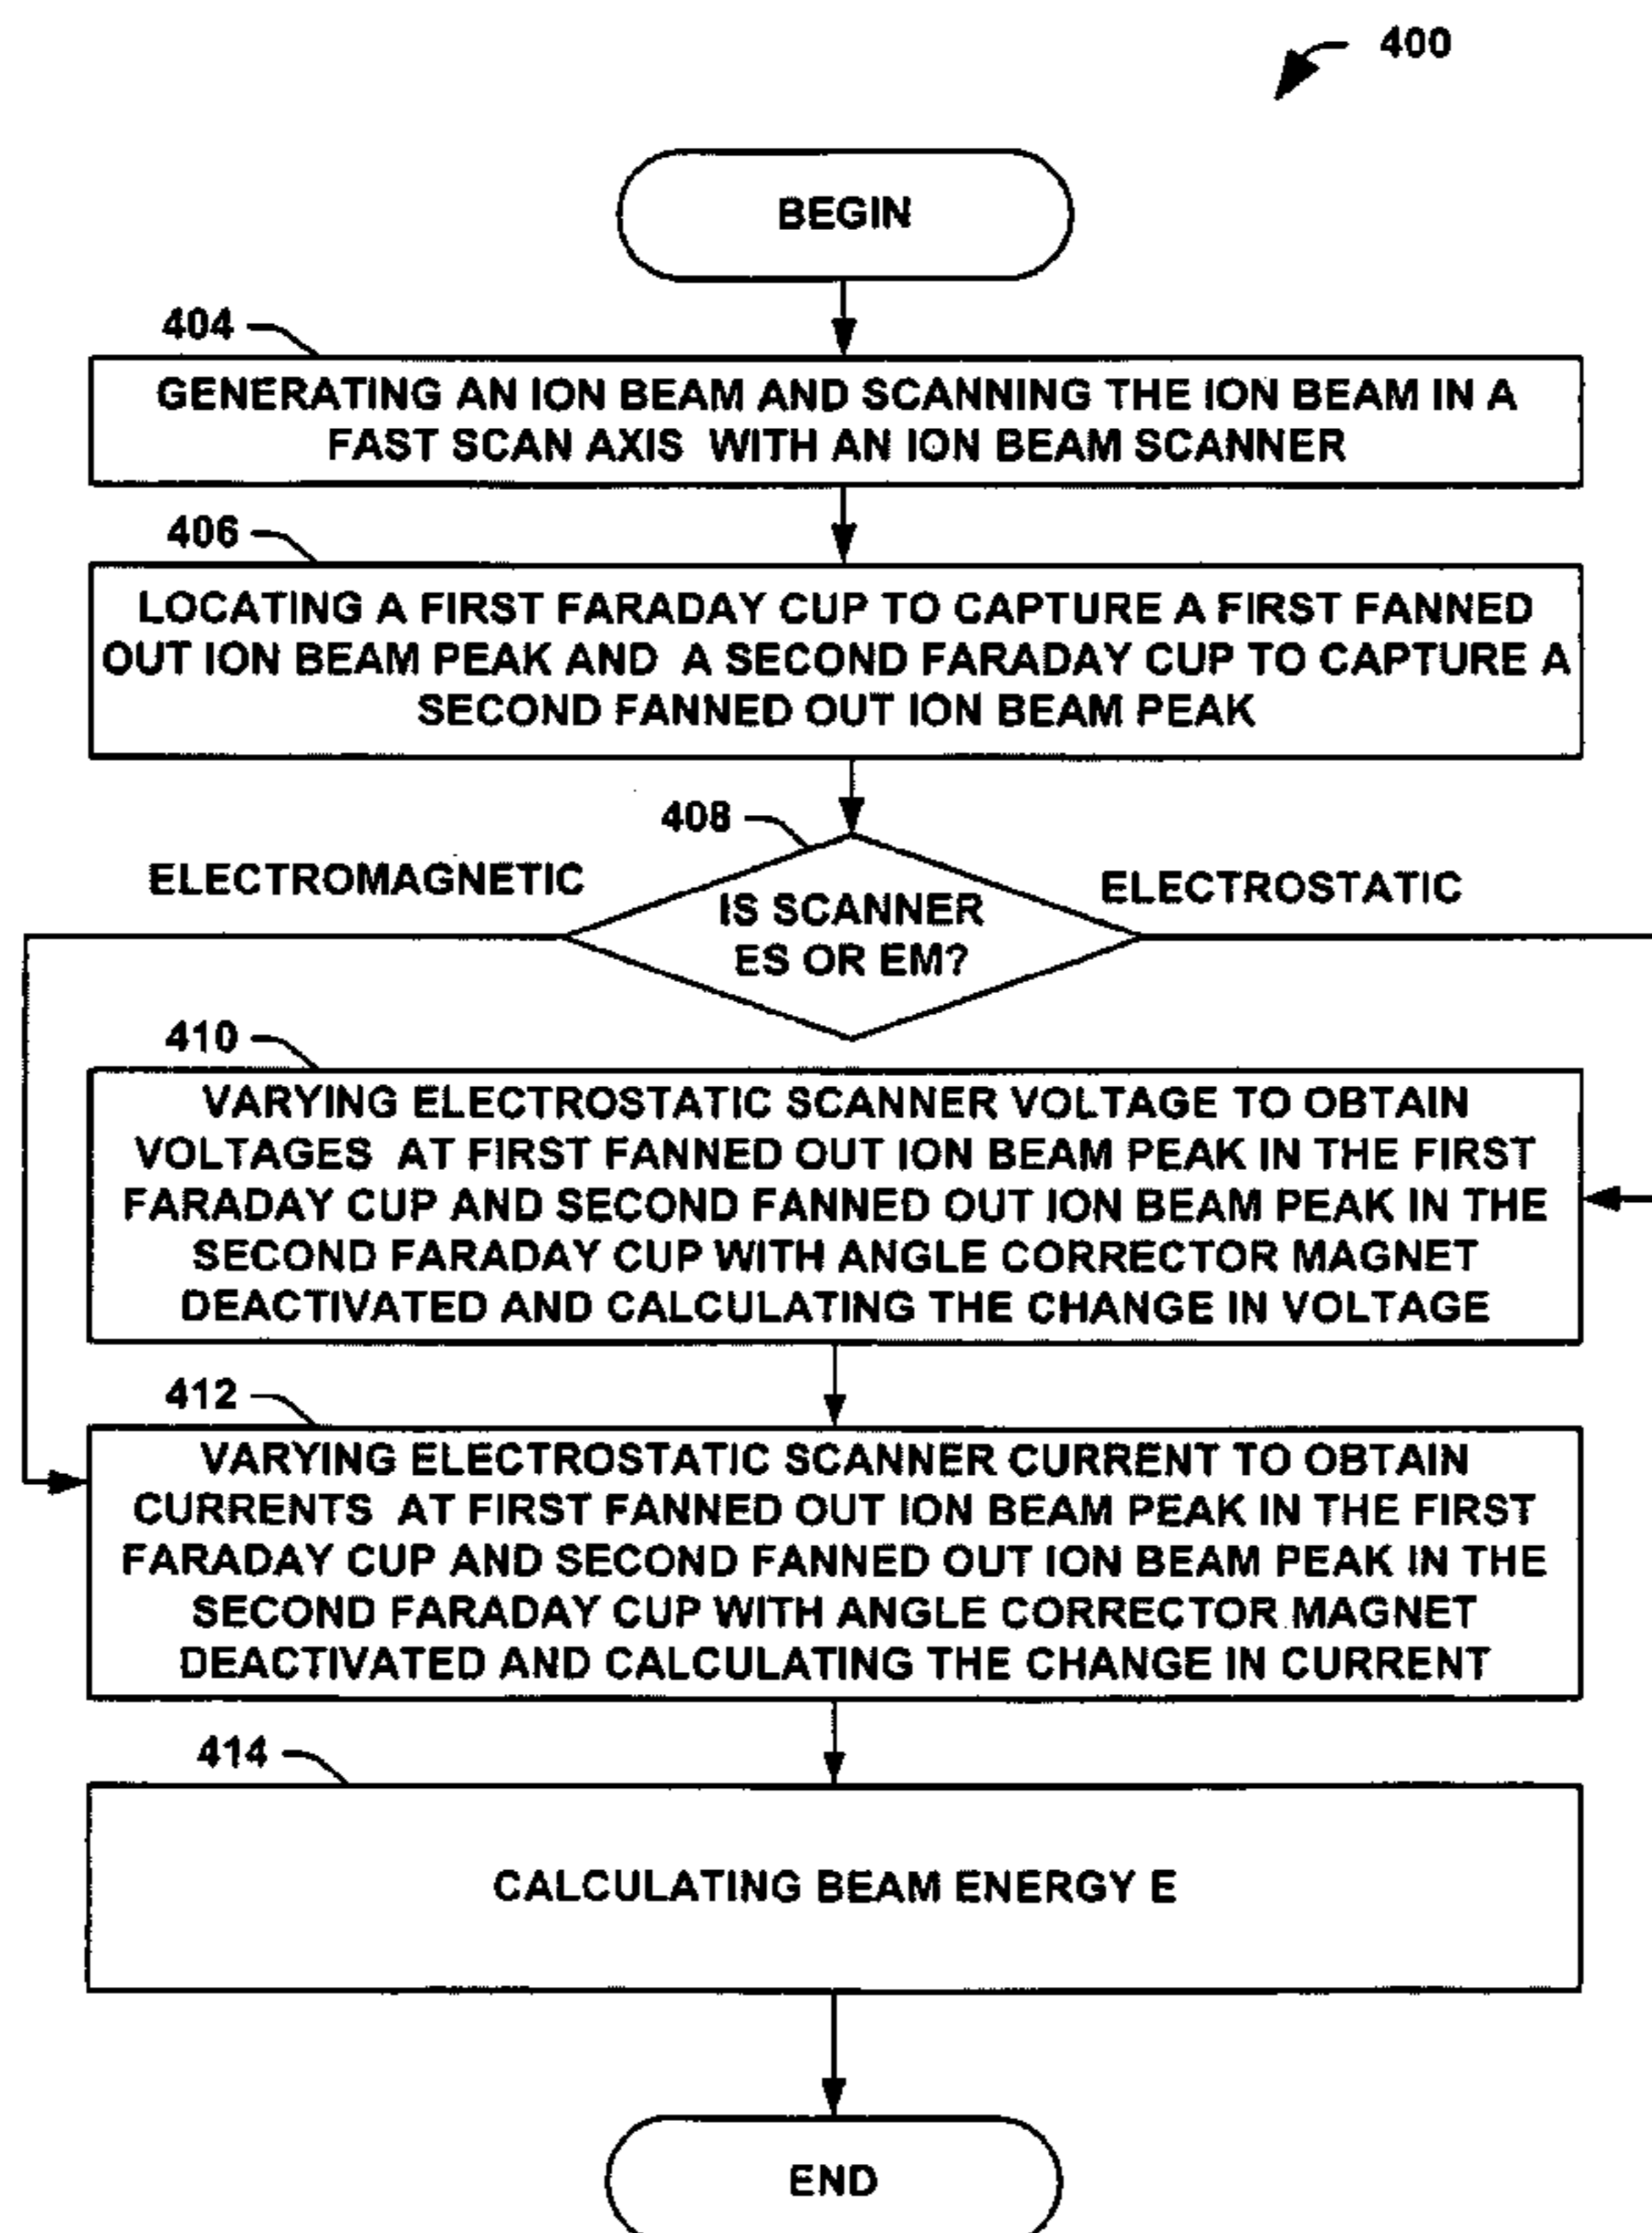 400
BEGIN
404
GENERATING AN ION BEAM AND SCANNING THE ION BEAM IN A
FAST SCAN AXIS WITH AN ION BEAM SCANNER
406
LOCATING A FIRST FARADAY CUP TO CAPTURE A FIRST FANNED
OUT ION BEAM PEAK AND A SECOND FARADAY CUP TO CAPTURE A
SECOND FANNED OUT ION BEAM PEAK
408
ELECTROMAGNETIC
ELECTROSTATIC
IS SCANNER
ES OR EM?
410
VARYING ELECTROSTATIC SCANNER VOLTAGE TO OBTAIN
VOLTAGES AT FIRST FANNED OUT ION BEAM PEAK IN THE FIRST
FARADAY CUP AND SECOND FANNED OUT ION BEAM PEAK IN THE
SECOND FARADAY CUP WITH ANGLE CORRECTOR MAGNET
DEACTIVATED AND CALCULATING THE CHANGE IN VOLTAGE
412
VARYING ELECTROSTATIC SCANNER CURRENT TO OBTAIN
CURRENTS AT FIRST FANNED OUT ION BEAM PEAK IN THE FIRST
FARADAY CUP AND SECOND FANNED OUT ION BEAM PEAK IN THE
SECOND FARADAY CUP WITH ANGLE CORRECTOR MAGNET
DEACTIVATED AND CALCULATING THE CHANGE IN CURRENT
414
CALCULATING BEAM ENERGY E
END